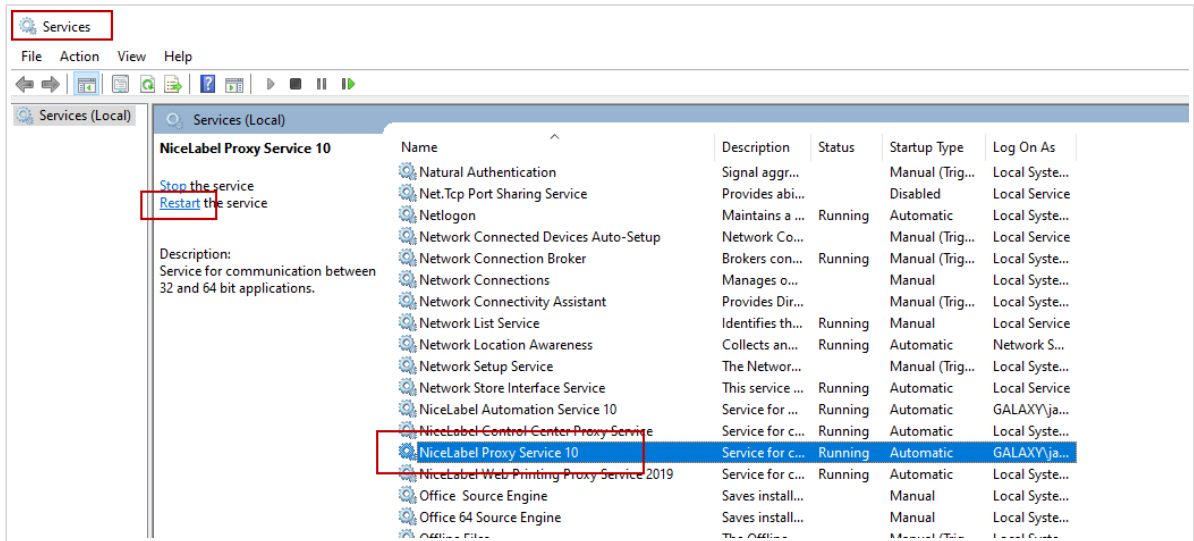 Services
File Action View Help
Services (Local)
Services (Local)
NiceLabel Proxy Service 10
Stop the service
Restart the service
Description:
Service for communication between
32 and 64 bit applications.
Name Description Status Startup Type Log On As
Natural Authentication Signal aggr... Manual (Trig... Local Syste...
Net.Tcp Port Sharing Service Provides abi... Disabled Local Service
Netlogon Maintains a ... Running Automatic Local Syste...
Network Connected Devices Auto-Setup Network Co... Manual (Trig... Local Service
Network Connection Broker Brokers con... Running Manual (Trig... Local Syste...
Network Connections Manages o... Manual Local Syste...
Network Connectivity Assistant Provides Dir... Manual (Trig... Local Syste...
Network List Service Identifies th... Running Manual Local Service
Network Location Awareness Collects an... Running Automatic Network S...
Network Setup Service The Networ... Manual (Trig... Local Syste...
Network Store Interface Service This service ... Running Automatic Local Service
NiceLabel Automation Service 10 Service for ... Running Automatic GALAXY\ja...
NiceLabel Control Center Proxy Service Service for c... Running Automatic Local Syste...
NiceLabel Proxy Service 10 Service for c... Running Automatic GALAXY\ja...
NiceLabel Web Printing Proxy Service 2019 Service for c... Running Automatic Local Syste...
Office Source Engine Saves install... Manual Local Syste...
Office 64 Source Engine Saves install... Manual Local Syste...
Offline Files The Offline Manual (Trig Local Syste